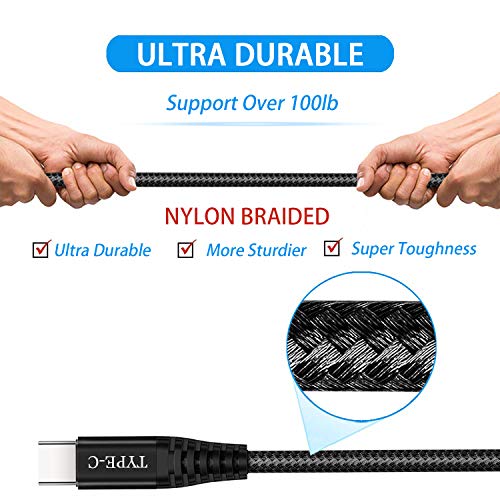 ULTRA DURABLE
Support Over 100lb
NYLON BRAIDED
Ultra Durable
More Sturdier
Super Toughness
TYPE-C